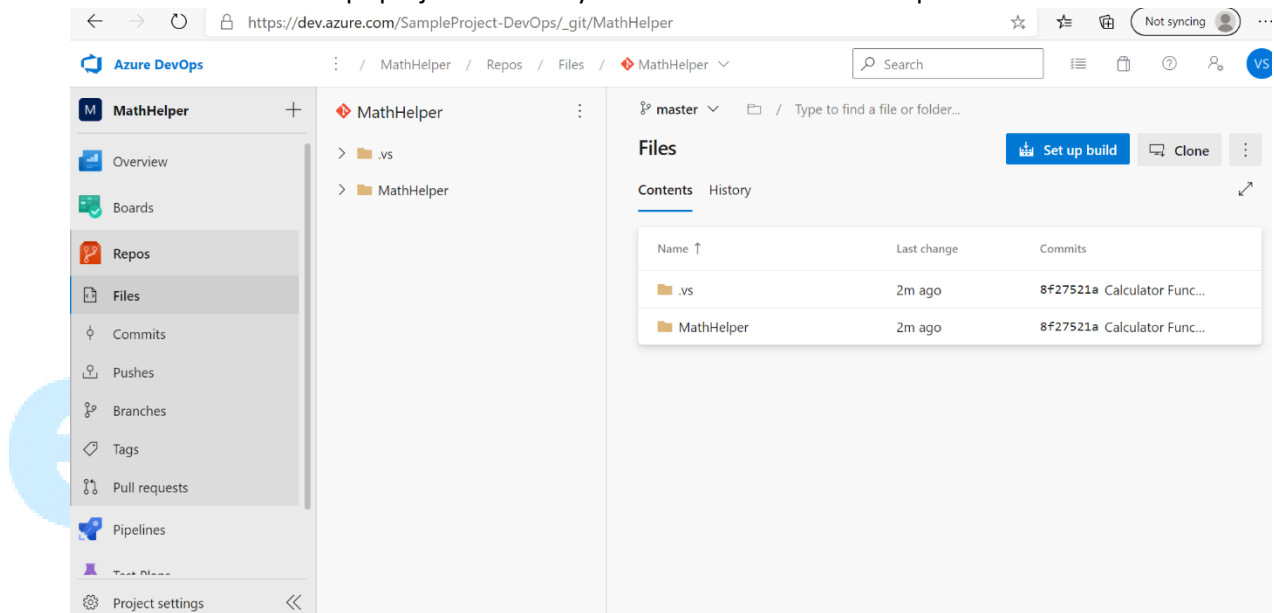 https://dev.azure.com/SampleProject-DevOps/_git/MathHelper
Not syncing
Azure DevOps
/ MathHelper / Repos / Files / MathHelper
Search
VS
M MathHelper
Overview
Boards
Repos
Files
Commits
Pushes
Branches
Tags
Pull requests
Pipelines
Test Plans
Project settings
MathHelper
.vs
MathHelper
master / Type to find a file or folder...
Files
Set up build
Clone
Contents History
Name ↑ Last change Commits
.vs 2m ago 8f27521a Calculator Func...
MathHelper 2m ago 8f27521a Calculator Func...